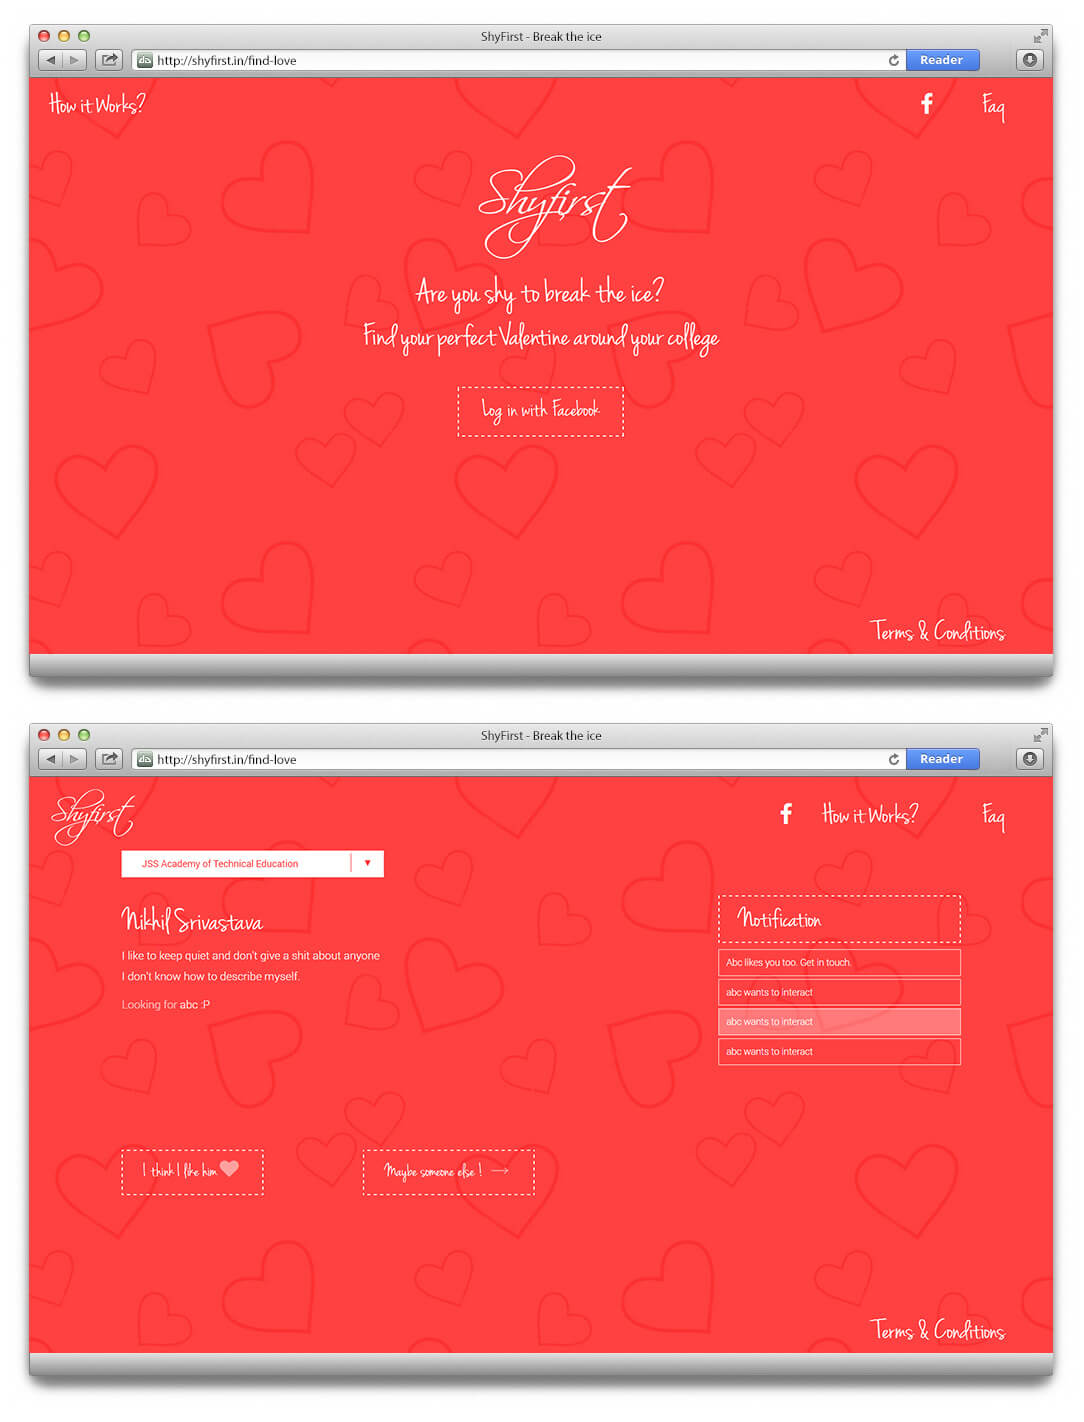 ShyFirst - Break the ice
http://shyfirst.in/find-love
Reader
How it Works?
Faq
Shyfirst
Are you shy to break the ice?
Find your perfect Valentine around your college
Log in with Facebook
Terms & Conditions
ShyFirst - Break the ice
http://shyfirst.in/find-love
Reader
Shyfirst
How it Works?
Faq
JSS Academy of Technical Education
Nikhil Srivastava
I like to keep quiet and don't give a shit about anyone
I don't know how to describe myself.
Looking for abc :P
Notification
Abc likes you too. Get in touch.
abc wants to interact
abc wants to interact
abc wants to interact
I think I like him
Maybe someone else !
Terms & Conditions